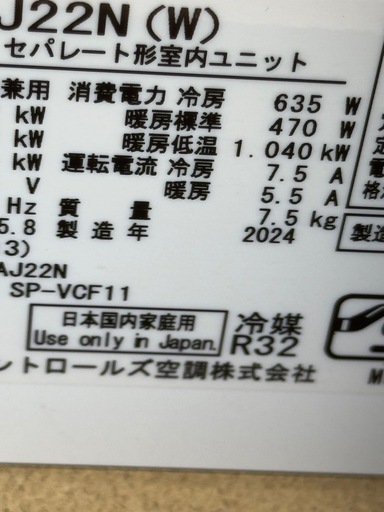 J22N(W)
セパレート形室内ユニット
兼用 消費電力 冷房 635 W
kW 暖房標準 470 W
kW 暖房低温 1.040 kW
kW 運転電流 冷房 7.5 A
V 暖房 5.5 A
Hz 質量 7.5 kg
5.8 製造年 2024
3)
AJ22N
SP-VCF11
日本国内家庭用
Use only in Japan.
冷媒
R32
ントロールズ空調株式会社
製造